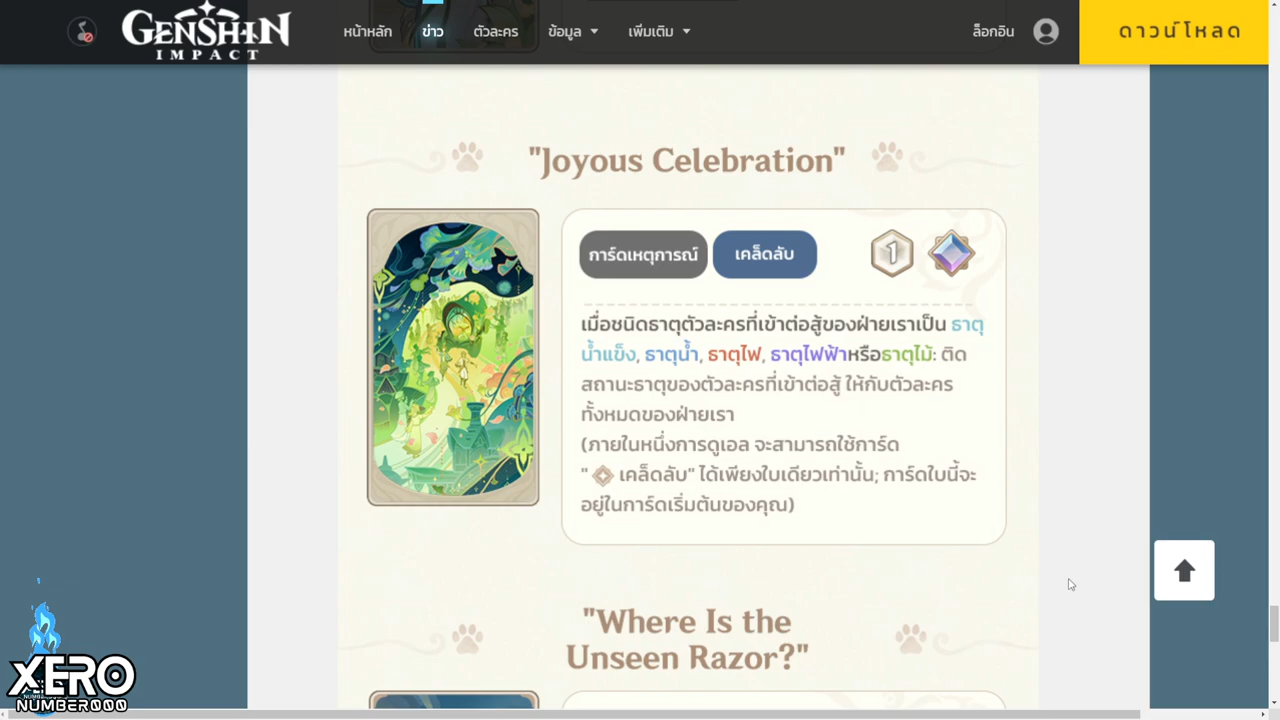 GENSHIN
IMPACT
หน้าหลัก
ข่าว
ตัวละคร
ข้อมูล
เพิ่มเติม
ล็อกอิน
ดาวน์โหลด
"Joyous Celebration"
การ์ดเหตุการณ์
เคล็ดลับ
1
เมื่อชนิดธาตุตัวละครที่เข้าต่อสู้ของฝ่ายเราเป็น ธาตุ
น้ำแข็ง, ธาตุน้ำ, ธาตุไฟ, ธาตุไฟฟ้าหรือธาตุไม้: ติด
สถานะธาตุของตัวละครที่เข้าต่อสู้ ให้กับตัวละคร
ทั้งหมดของฝ่ายเรา
(ภายในหนึ่งการดูเอล จะสามารถใช้การ์ด
" เคล็ดลับ" ได้เพียงใบเดียวเท่านั้น; การ์ดใบนี้จะ
อยู่ในการ์ดเริ่มต้นของคุณ)
"Where Is the
Unseen Razor?"
XERO
NUMBER000